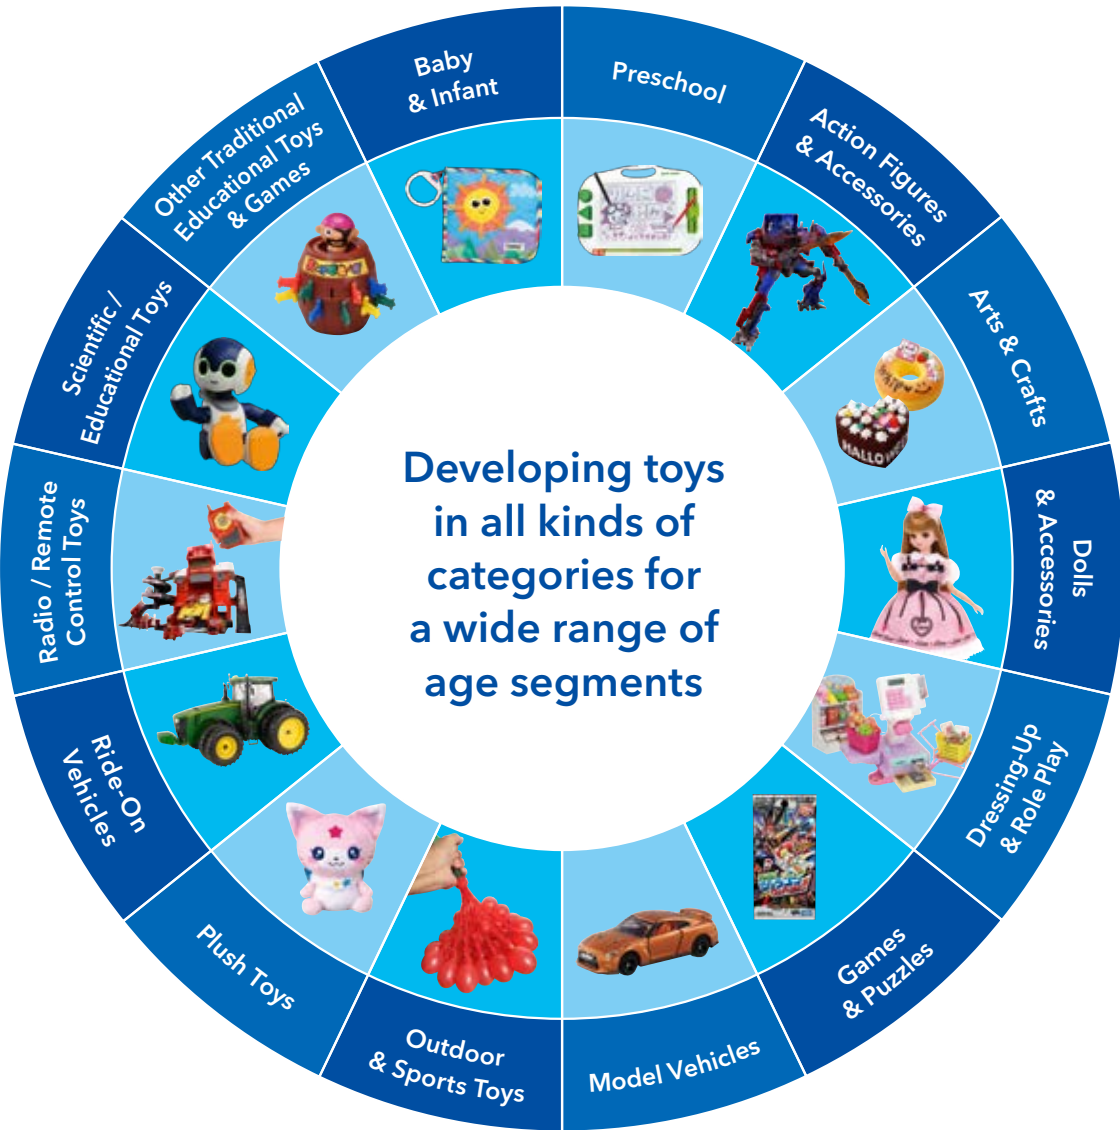 Baby
& Infant
Preschool
Action Figures
& Accessories
Arts & Crafts
Dolls
& Accessories
Dressing-Up
& Role Play
Games
& Puzzles
Model Vehicles
Outdoor
& Sports Toys
Plush Toys
Ride-On
Vehicles
Radio / Remote
Control Toys
Scientific /
Educational Toys
Other Traditional
Educational Toys
& Games
Developing toys
in all kinds of
categories for
a wide range of
age segments